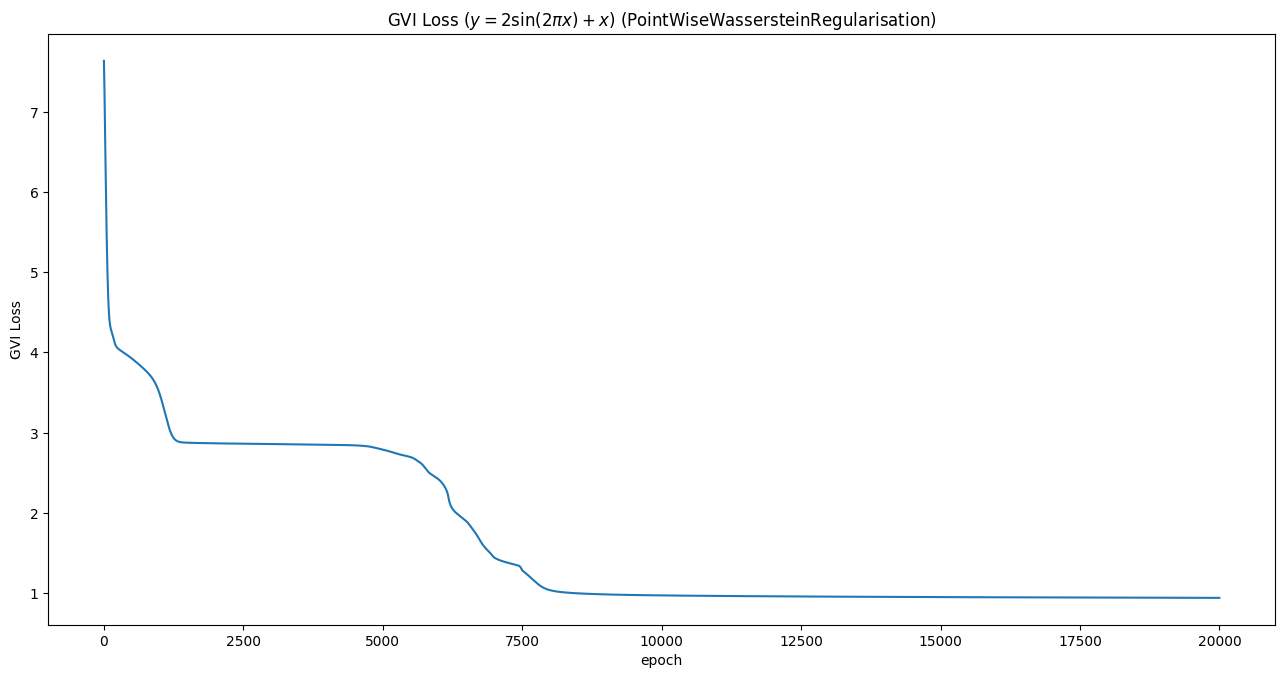 GVI Loss (y = 2sin(2πx) + x) (PointWiseWassersteinRegularisation)
GVI Loss
7
6
5
4
3
2
1
0 2500 5000 7500 10000 12500 15000 17500 20000
epoch